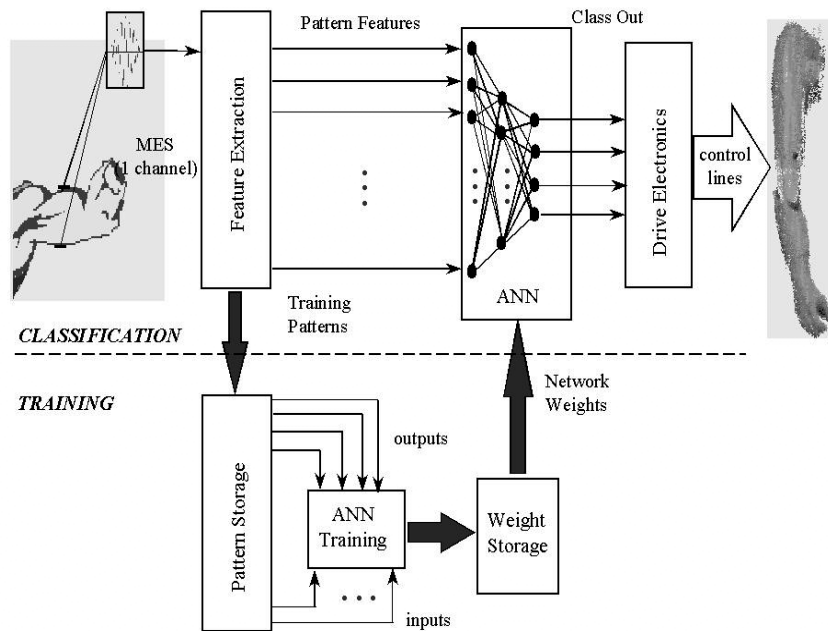 Pattern Features
Class Out
MES
(1 channel)
Feature Extraction
ANN
Drive Electronics
control
lines
Training
Patterns
CLASSIFICATION
TRAINING
Network
Weights
Pattern Storage
outputs
ANN
Training
inputs
Weight
Storage